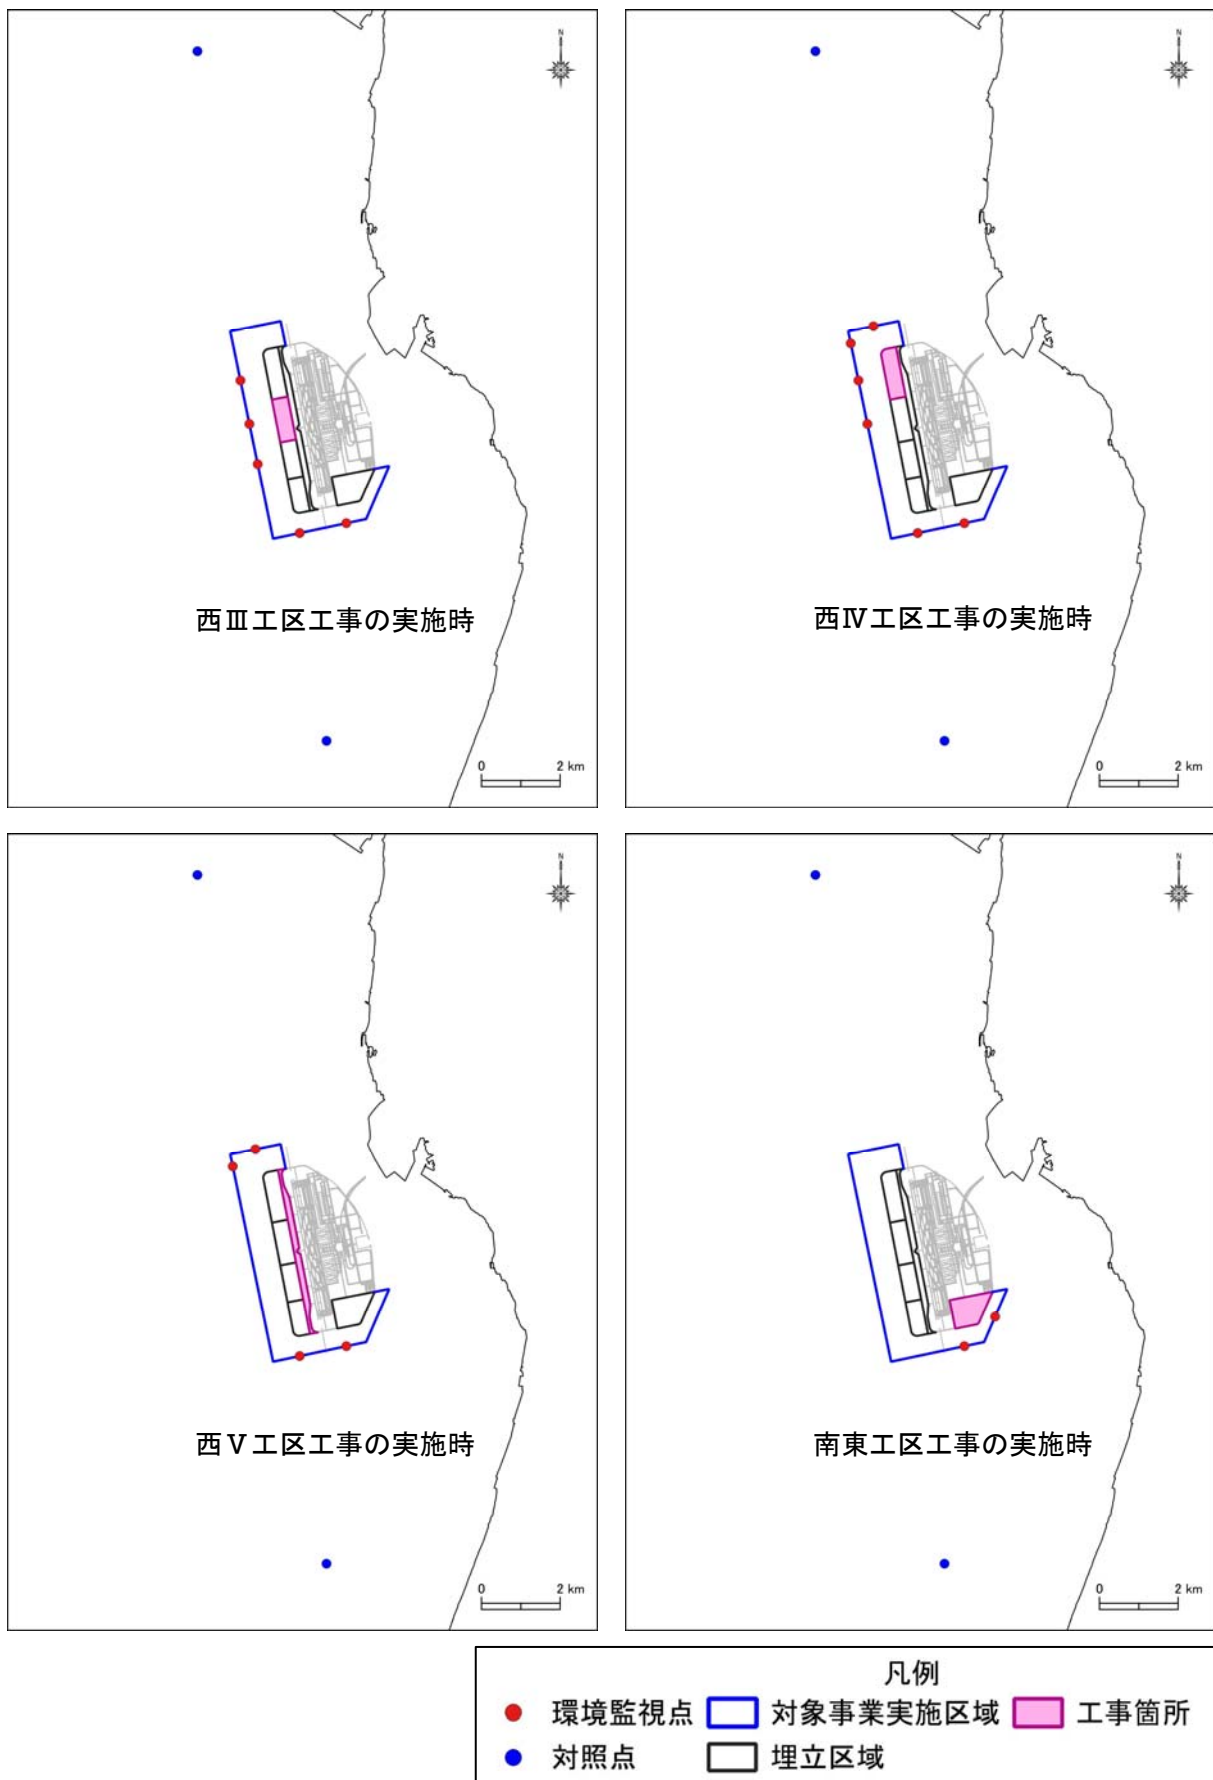 N
西Ⅲ工区工事の実施時
0 2 km
N
西Ⅳ工区工事の実施時
0 2 km
N
西Ⅴ工区工事の実施時
0 2 km
N
南東工区工事の実施時
0 2 km
凡例
環境監視点 対象事業実施区域 工事箇所
対照点 埋立区域